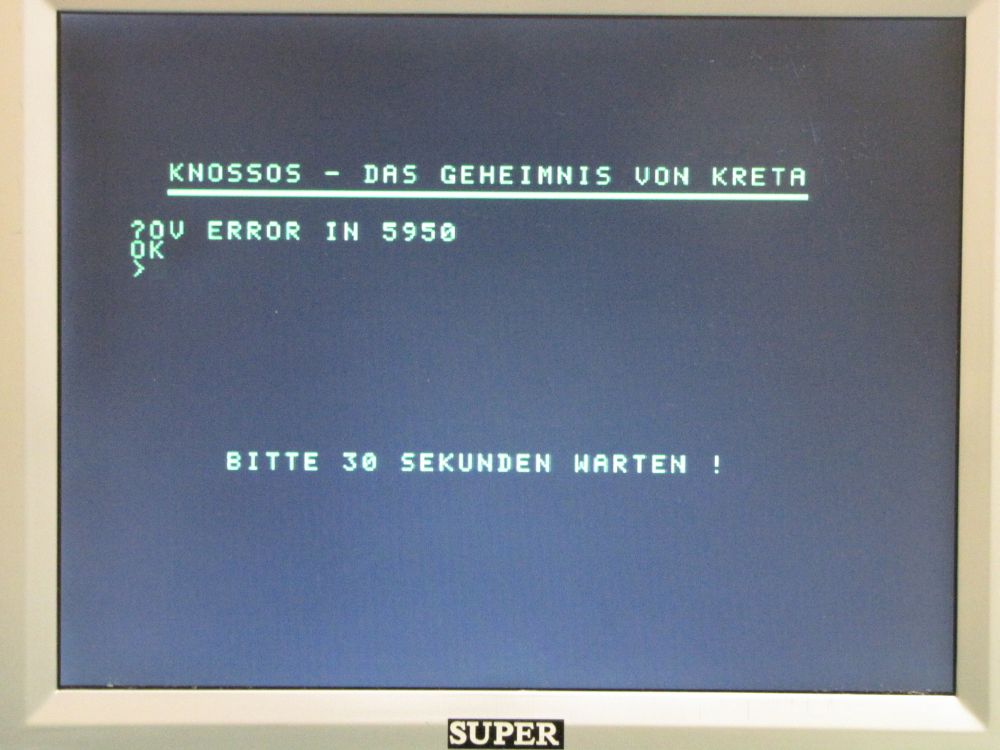 KNOSSOS - DAS GEHEIMNIS VON KRETA
?OV ERROR IN 5950
OK
>
BITTE 30 SEKUNDEN WARTEN !
SUPER